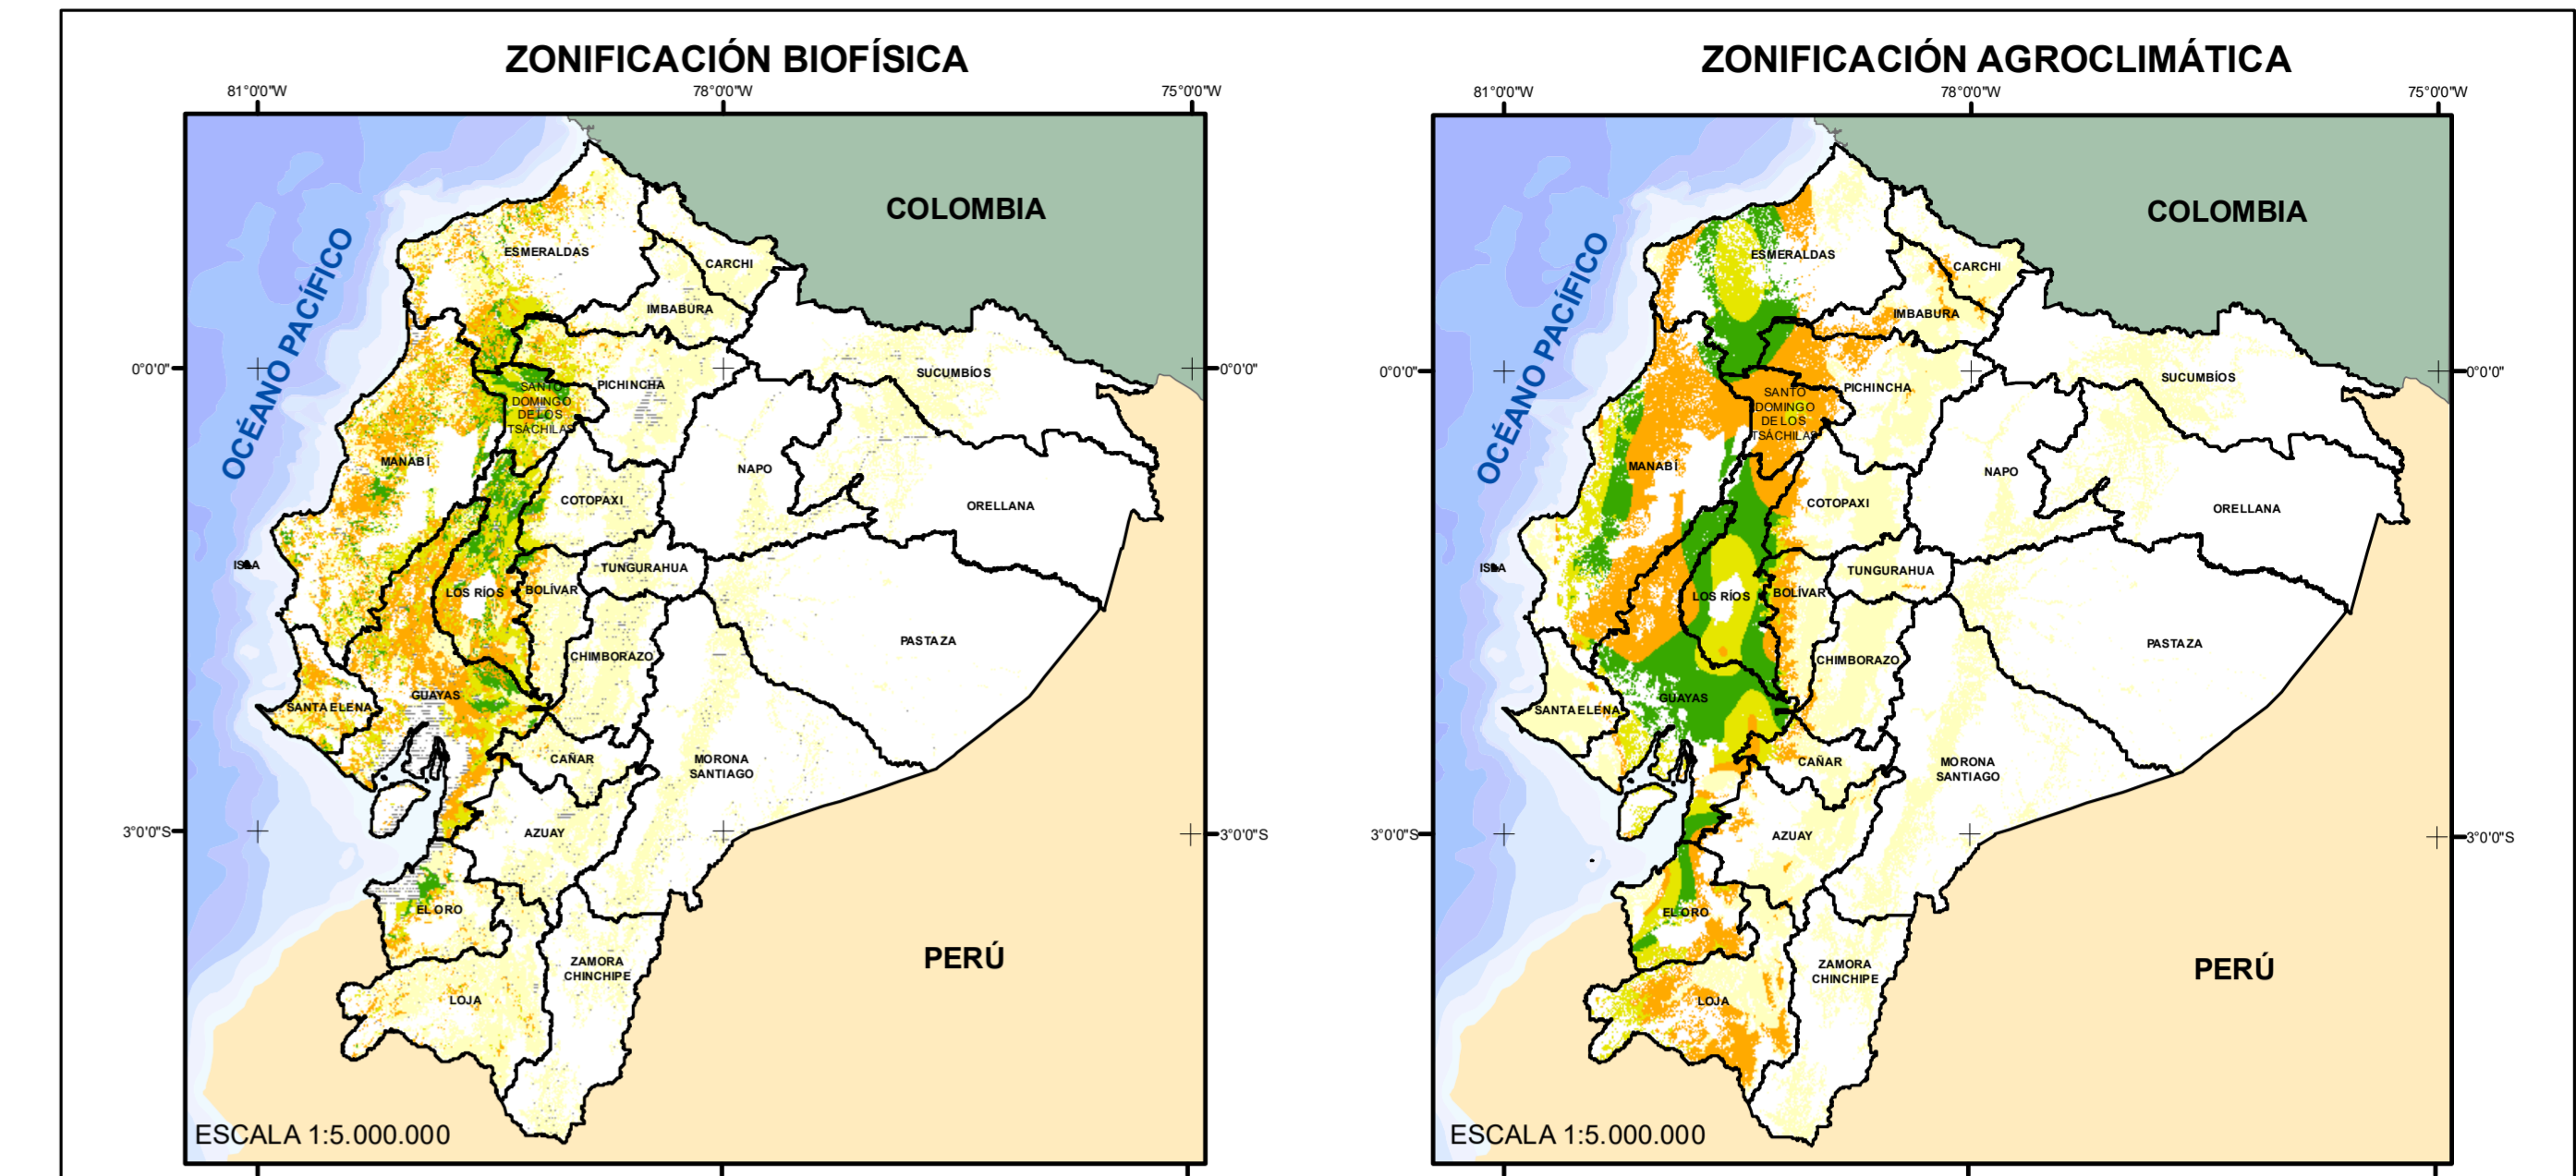 ZONIFICACIÓN BIOFÍSICA
81°0'0"W
78°0'0"W
75°0'0"W
COLOMBIA
OCÉANO PACÍFICO
ESMERALDAS
CARCHI
IMBABURA
0°0'0"
0°0'0"
SUCUMBÍOS
PICHINCHA
SANTO
DOMINGO
DE LOS
TSÁCHILAS
MANABÍ
NAPO
COTOPAXI
ORELLANA
ISLA
TUNGURAHUA
LOS RÍOS
BOLÍVAR
PASTAZA
CHIMBORAZO
GUAYAS
SANTA ELENA
CAÑAR
MORONA
SANTIAGO
3°0'0"S
3°0'0"S
AZUAY
EL ORO
PERÚ
ZAMORA
CHINCHIPE
LOJA
ESCALA 1:5.000.000
ZONIFICACIÓN AGROCLIMÁTICA
81°0'0"W
78°0'0"W
75°0'0"W
COLOMBIA
OCÉANO PACÍFICO
ESMERALDAS
CARCHI
IMBABURA
0°0'0"
0°0'0"
SUCUMBÍOS
PICHINCHA
SANTO
DOMINGO
DE LOS
TSÁCHILAS
MANABÍ
NAPO
COTOPAXI
ORELLANA
ISLA
TUNGURAHUA
LOS RÍOS
BOLÍVAR
PASTAZA
CHIMBORAZO
GUAYAS
SANTA ELENA
CAÑAR
MORONA
SANTIAGO
3°0'0"S
3°0'0"S
AZUAY
EL ORO
PERÚ
ZAMORA
CHINCHIPE
LOJA
ESCALA 1:5.000.000